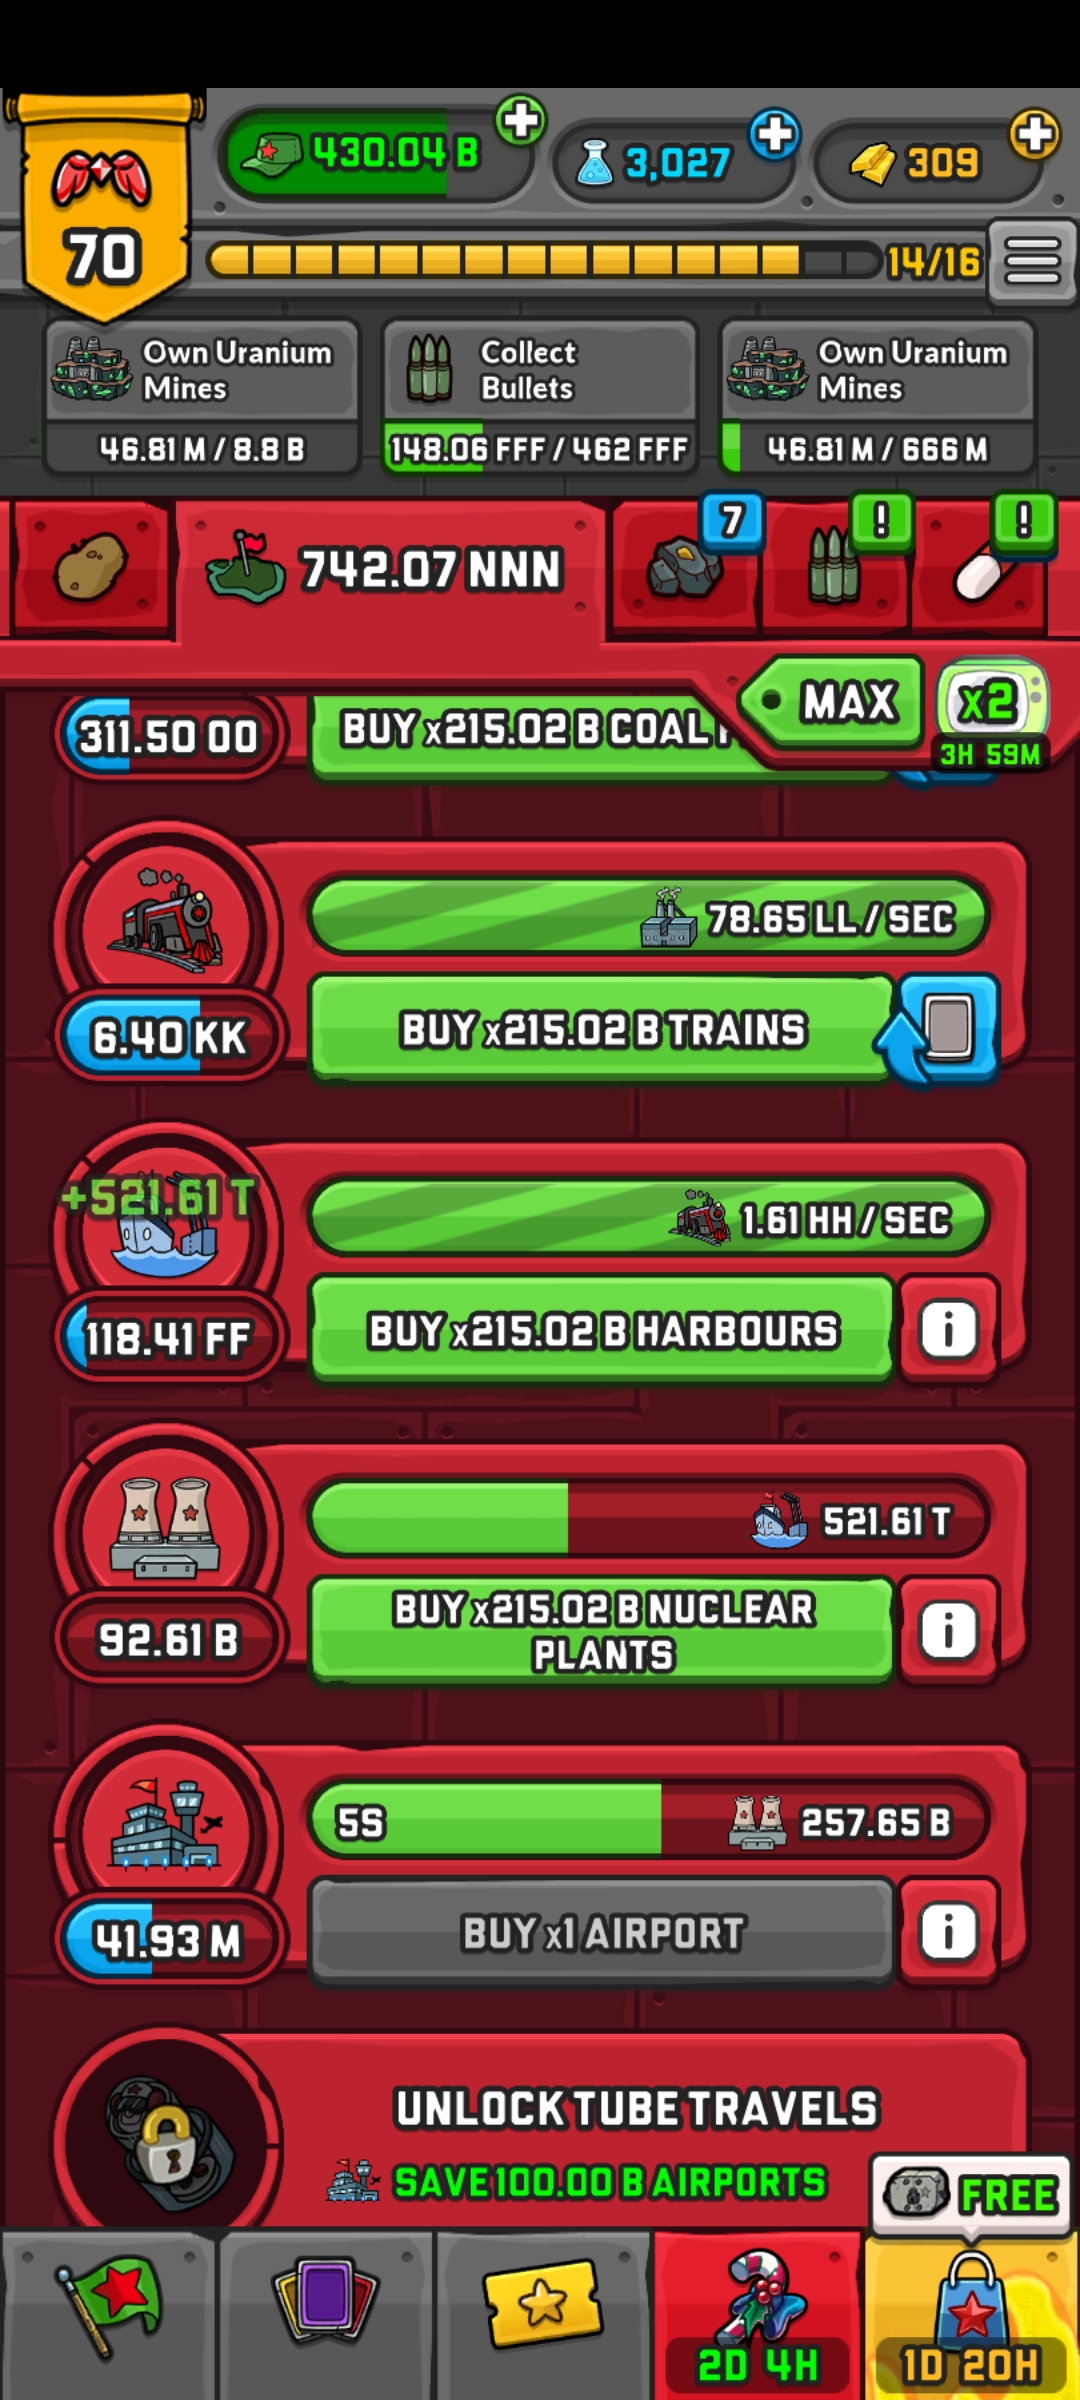 430.04 B
3,027
309
70
14/16
Own Uranium
Mines
46.81 M / 8.8 B
Collect
Bullets
148.06 FFF / 462 FFF
Own Uranium
Mines
46.81 M / 666 M
742.07 NNN
7
!
!
MAX
x2
3H 59M
311.50 OO
BUY x215.02 B COAL
78.65 LL / SEC
6.40 KK
BUY x215.02 B TRAINS
+521.61 T
1.61 HH / SEC
118.41 FF
BUY x215.02 B HARBOURS
i
521.61 T
92.61 B
BUY x215.02 B NUCLEAR
PLANTS
i
5S
257.65 B
41.93 M
BUY x1 AIRPORT
i
UNLOCK TUBE TRAVELS
SAVE 100.00 B AIRPORTS
FREE
2D 4H
1D 20H